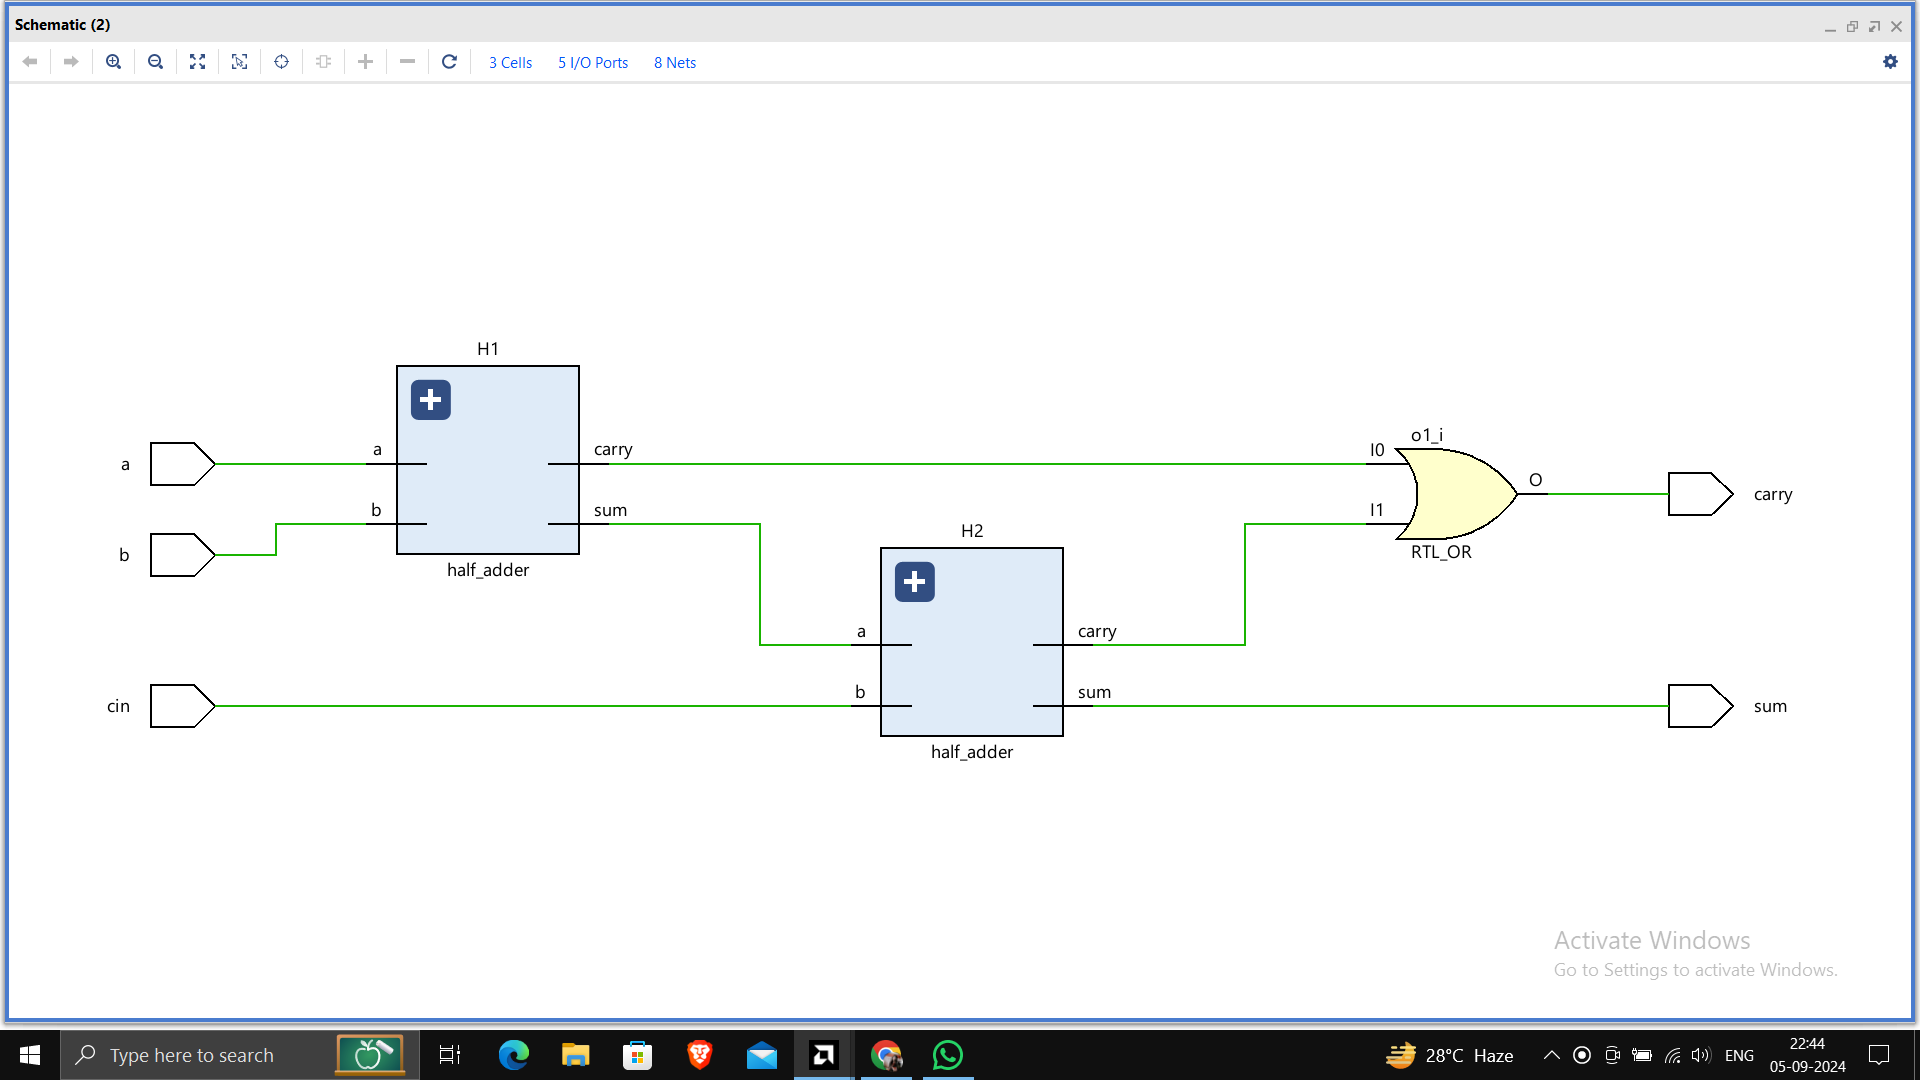 Schematic (2)
3 Cells 5 I/O Ports 8 Nets
H1
a a carry
b b sum
half_adder
H2
a carry
cin b sum
half_adder
o1_i
I0
I1 O carry
RTL_OR
sum
Activate Windows
Go to Settings to activate Windows.
Type here to search
28°C Haze
ENG
22:44
05-09-2024